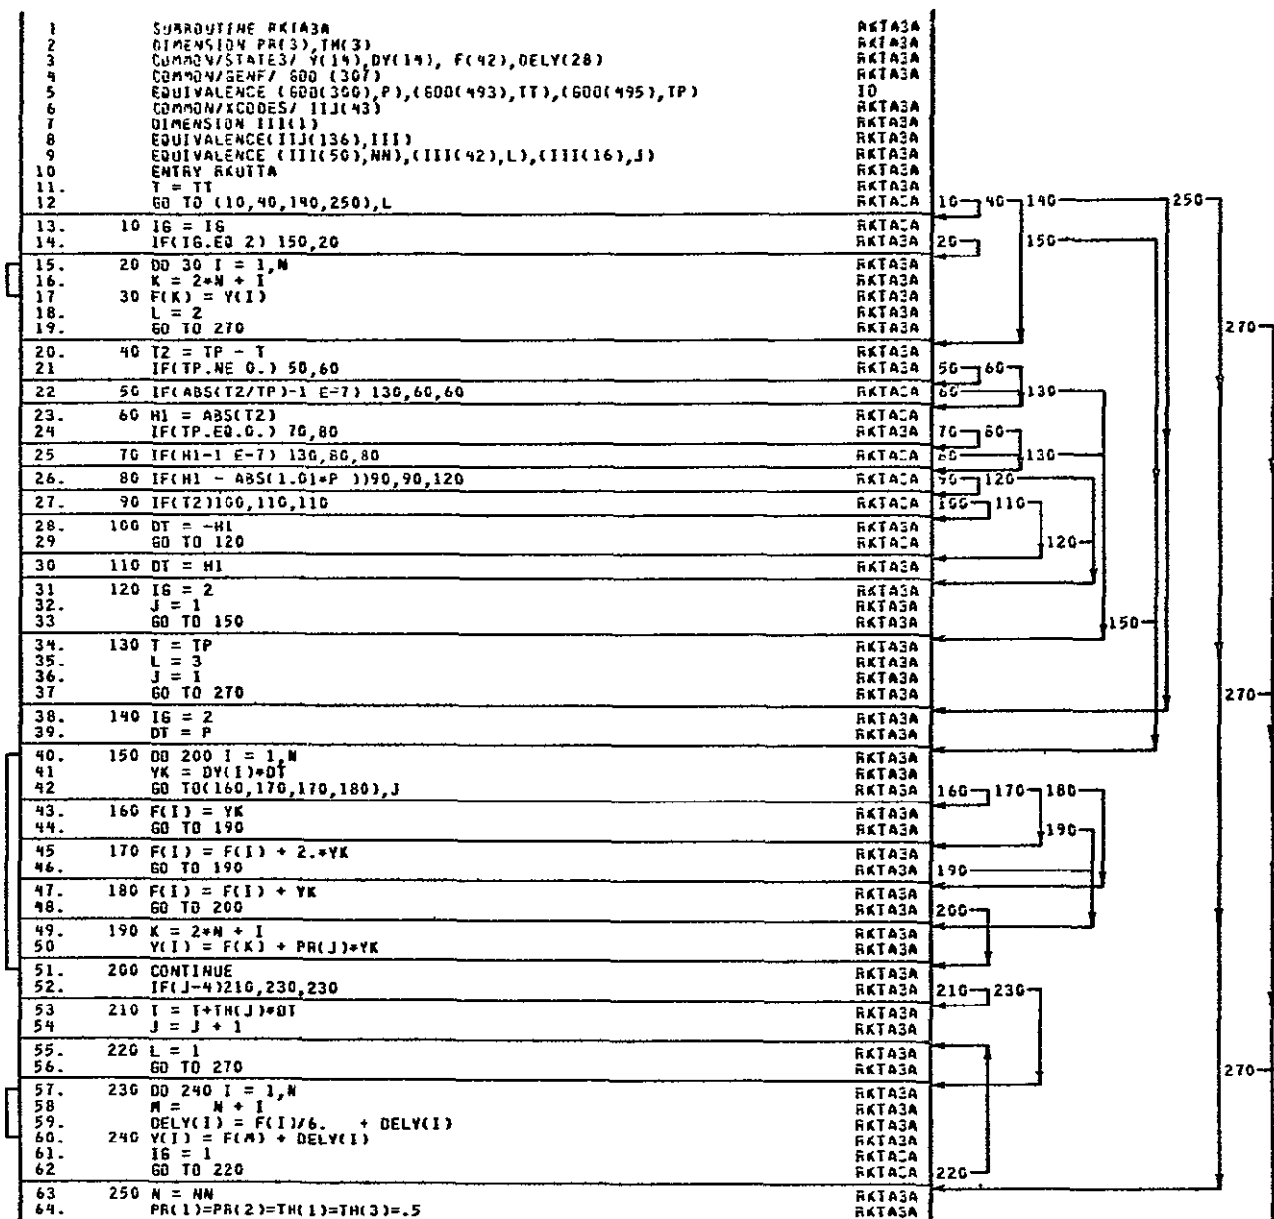 1 SUBROUTINE RKTA3A RKTA3A
2 DIMENSION PR(3),TH(3) RKTA3A
3 COMMON/STATE3/ Y(14),DY(14), F(42),DELY(28) RKTA3A
4 COMMON/GENF/ GOO (307) RKTA3A
5 EQUIVALENCE (GOO(300),P),(GOO(493),TT),(GOO(495),TP) IO
6 COMMON/XCODES/ IIJ(43) RKTA3A
7 DIMENSION III(1) RKTA3A
8 EQUIVALENCE(IIJ(136),III) RKTA3A
9 EQUIVALENCE (III(50),NN),(III(42),L),(III(16),J) RKTA3A
10 ENTRY RKUTTA RKTA3A
11. T = TT RKTA3A
12 GO TO (10,40,140,250),L RKTA3A 10 40 140 250
13. 10 IG = IG RKTA3A
14. IF(IG.EQ 2) 150,20 RKTA3A 20 150
15. 20 DO 30 I = 1,N RKTA3A
16. K = 2*N + I RKTA3A
17 30 F(K) = Y(I) RKTA3A
18. L = 2 RKTA3A
19. GO TO 270 RKTA3A 270
20. 40 T2 = TP - T RKTA3A
21 IF(TP.NE 0.) 50,60 RKTA3A 50 60
22 50 IF(ABS(T2/TP)-1 E-7) 130,60,60 RKTA3A 60 130
23. 60 H1 = ABS(T2) RKTA3A
24 IF(TP.EQ.0.) 70,80 RKTA3A 70 80
25 70 IF(H1-1 E-7) 130,80,80 RKTA3A 80 130
26. 80 IF(H1 - ABS(1.01*P ))90,90,120 RKTA3A 90 120
27. 90 IF(T2)100,110,110 RKTA3A 100 110
28. 100 DT = -H1 RKTA3A
29 GO TO 120 RKTA3A 120
30 110 DT = H1 RKTA3A
31 120 IG = 2 RKTA3A
32. J = 1 RKTA3A
33 GO TO 150 RKTA3A 150
34. 130 T = TP RKTA3A
35. L = 3 RKTA3A
36. J = 1 RKTA3A
37 GO TO 270 RKTA3A 270
38. 140 IG = 2 RKTA3A
39. DT = P RKTA3A
40. 150 DO 200 I = 1,N RKTA3A
41 YK = DY(I)*DT RKTA3A
42 GO TO(160,170,170,180),J RKTA3A 160 170 180
43. 160 F(I) = YK RKTA3A
44. GO TO 190 RKTA3A 190
45 170 F(I) = F(I) + 2.*YK RKTA3A
46. GO TO 190 RKTA3A 190
47. 180 F(I) = F(I) + YK RKTA3A
48. GO TO 200 RKTA3A 200
49. 190 K = 2*N + I RKTA3A
50 Y(I) = F(K) + PR(J)*YK RKTA3A
51. 200 CONTINUE RKTA3A
52. IF(J-4)210,230,230 RKTA3A 210 230
53 210 T = T+TH(J)*DT RKTA3A
54 J = J + 1 RKTA3A
55. 220 L = 1 RKTA3A
56. GO TO 270 RKTA3A 270
57. 230 DO 240 I = 1,N RKTA3A
58 M = N + I RKTA3A
59. DELY(I) = F(I)/6. + DELY(I) RKTA3A
60. 240 Y(I) = F(M) + DELY(I) RKTA3A
61. IG = 1 RKTA3A
62 GO TO 220 RKTA3A 220
63 250 N = NN RKTA3A
64. PR(1)=PR(2)=TH(1)=TH(3)=.5 RKTA3A